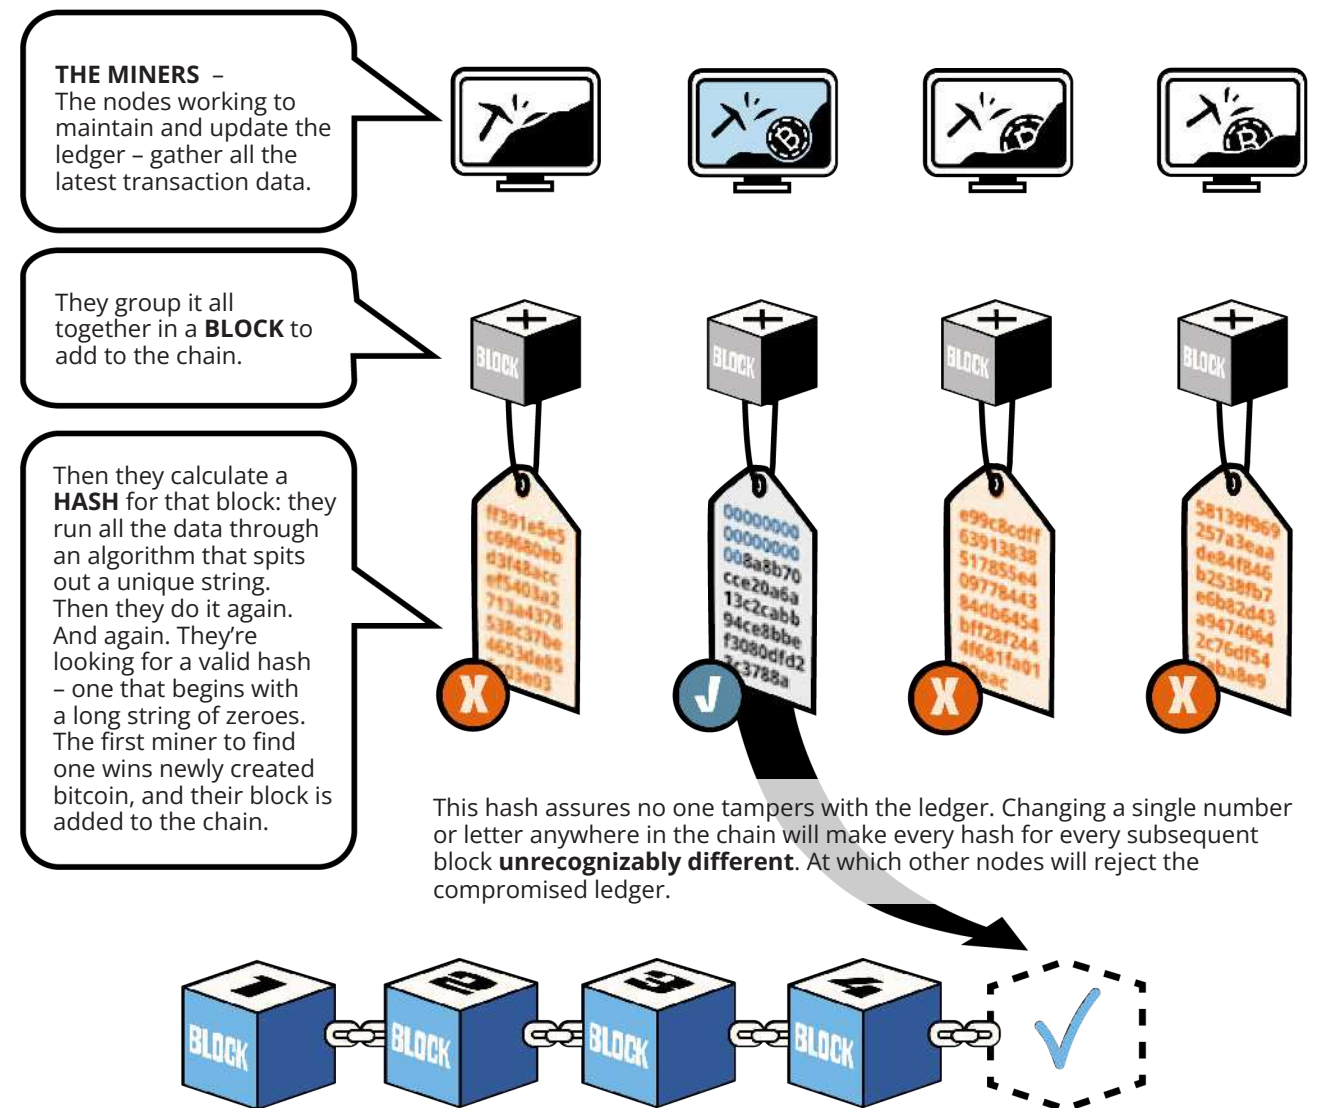 THE MINERS –
The nodes working to
maintain and update the
ledger – gather all the
latest transaction data.
They group it all
together in a BLOCK to
add to the chain.
BLOCK
BLOCK
BLOCK
BLOCK
Then they calculate a
HASH for that block: they
run all the data through
an algorithm that spits
out a unique string.
Then they do it again.
And again. They’re
looking for a valid hash
– one that begins with
a long string of zeroes.
The first miner to find
one wins newly created
bitcoin, and their block is
added to the chain.
ff391e5e5
c69680eb
d3f48acc
ef5403a2
713a4378
538c37be
4653de85
X
00000000
00000000
008a8b70
cce20a6a
13c2cabb
94ce8bbe
f3080dfd2
e99c8cdff
63913838
517855e4
09778443
84db6454
bff28f244
4f681fa01
X
58139f969
257a3eaa
de84f846
b2538fb7
e6b82d43
a9474064
2c76df54
X
This hash assures no one tampers with the ledger. Changing a single number
or letter anywhere in the chain will make every hash for every subsequent
block unrecognizably different. At which other nodes will reject the
compromised ledger.
1
BLOCK
2
BLOCK
3
BLOCK
4
BLOCK